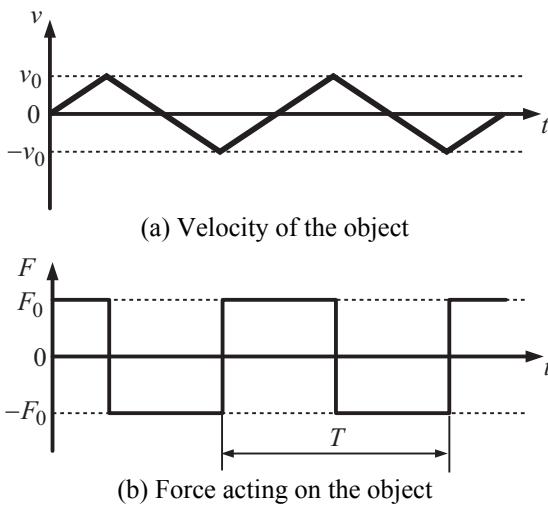 v
v₀
0
−v₀
t
(a) Velocity of the object
F
F₀
0
−F₀
t
T
(b) Force acting on the object